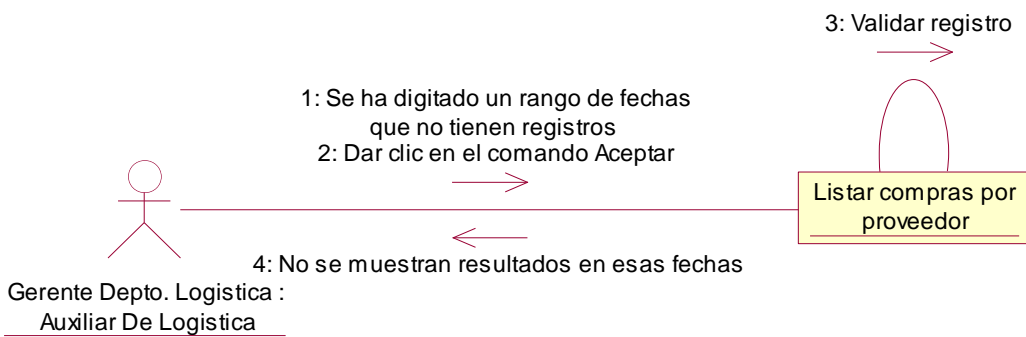 3: Validar registro
1: Se ha digitado un rango de fechas
que no tienen registros
2: Dar clic en el comando Aceptar
Listar compras por
proveedor
4: No se muestran resultados en esas fechas
Gerente Depto. Logistica :
Auxiliar De Logistica